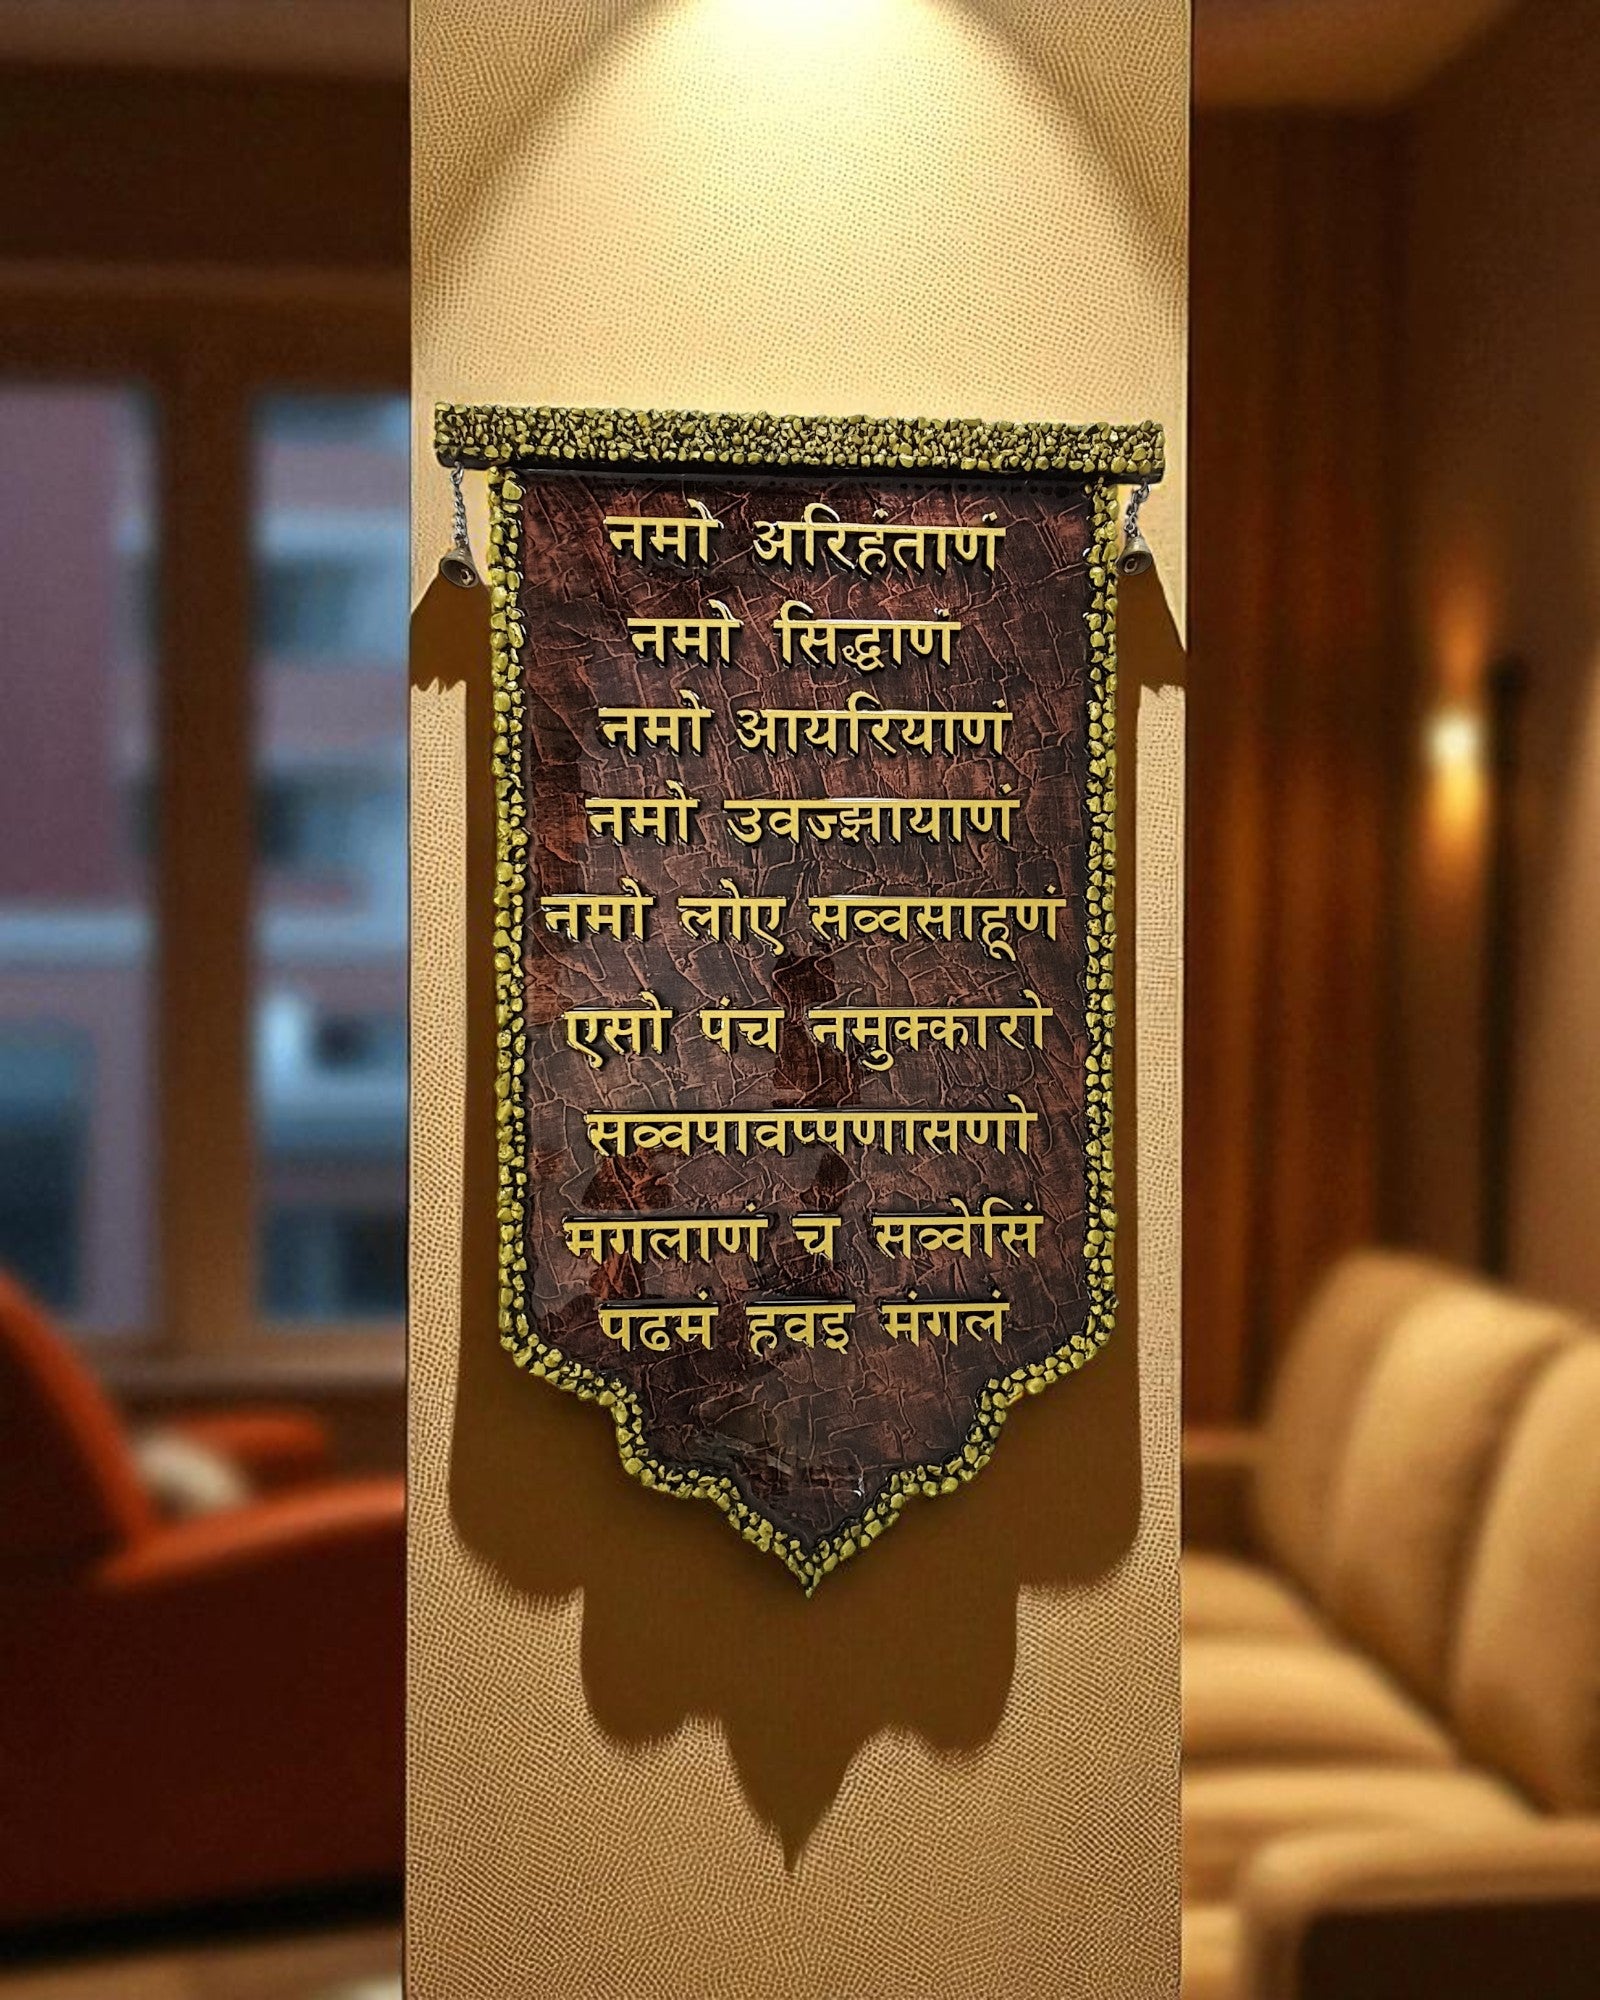 नमो अरिहंताणं
नमो सिद्धाणं
नमो आयरियाणं
नमो उवज्झायाणं
नमो लोए सव्वसाहूणं
एसो पंच नमुक्कारो
सव्वपावप्पणासणो
मगलाणं च सव्वेसिं
पढमं हवइ मंगलं